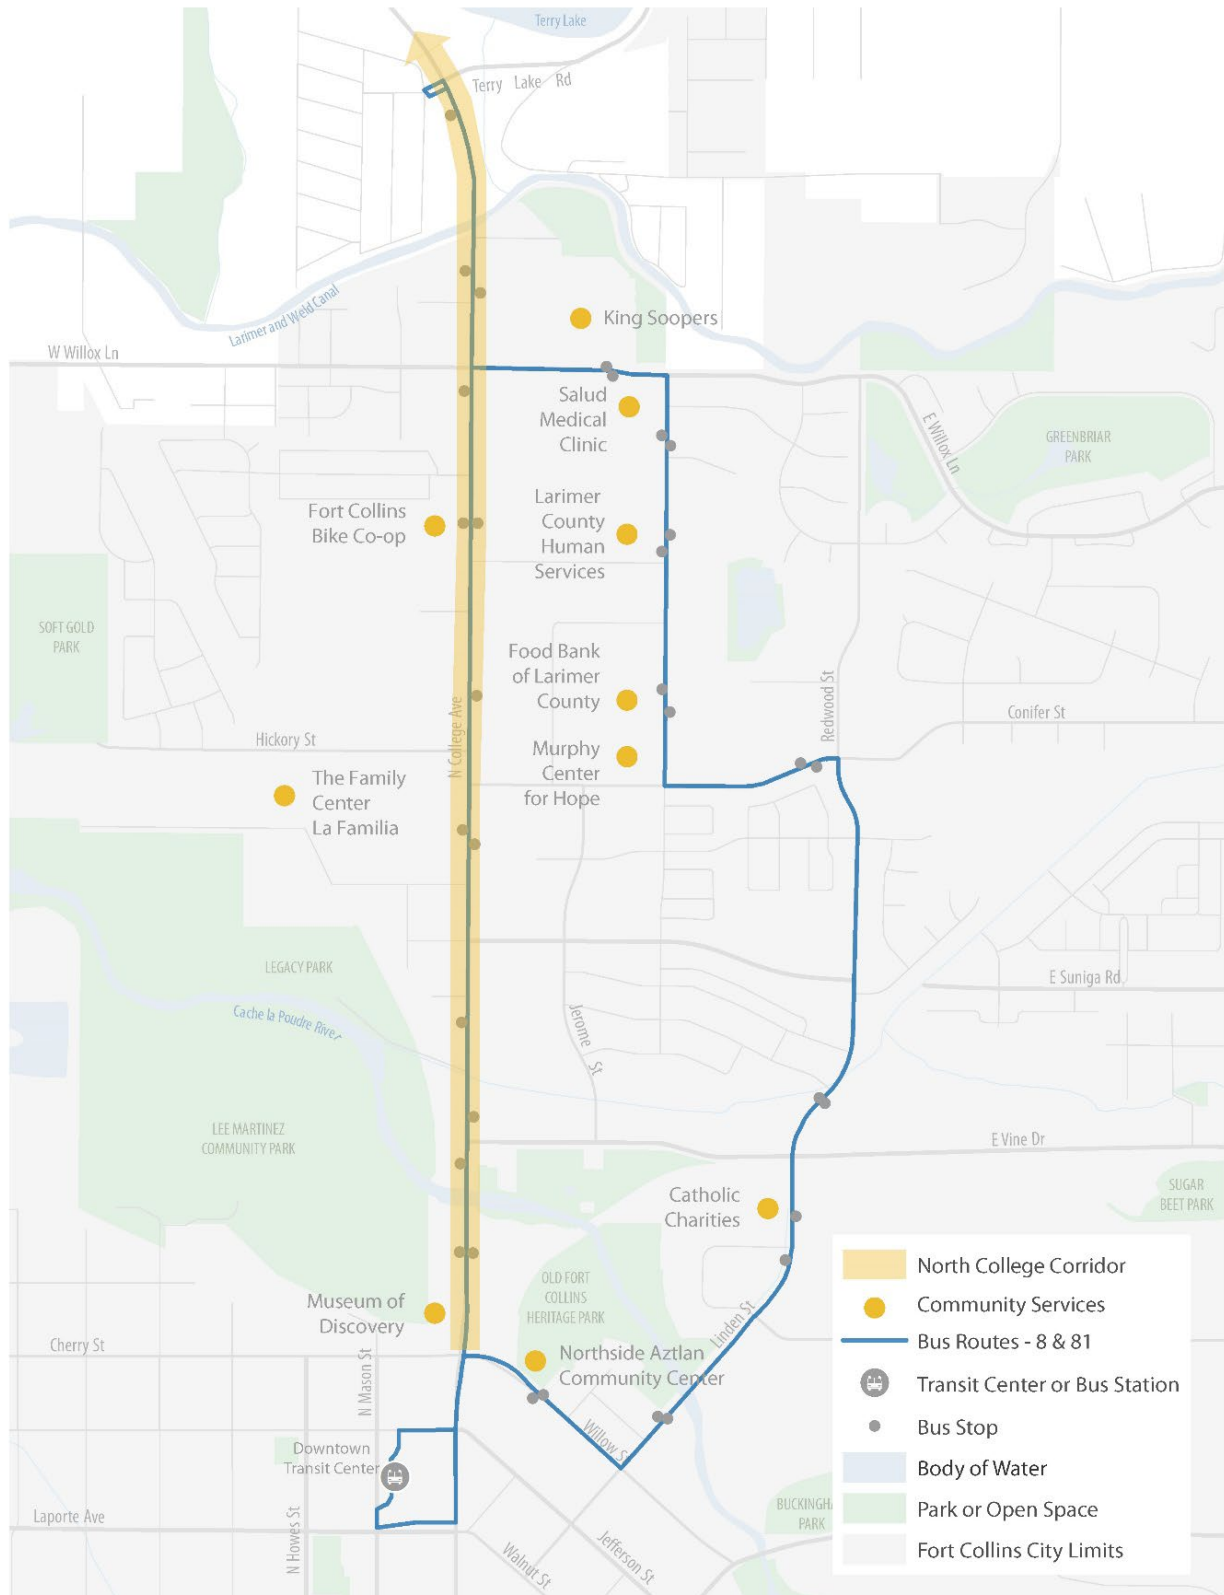 Terry Lake
Terry Lake Rd
Larimer and Weld Canal
King Soopers
W Willox Ln
Salud
Medical
Clinic
E Willox Ln
GREENBRIAR
PARK
Fort Collins
Bike Co-op
Larimer
County
Human
Services
SOFT GOLD
PARK
Food Bank
of Larimer
County
N College Ave
Redwood St
Conifer St
Hickory St
Murphy
Center
for Hope
The Family
Center
La Familia
LEGACY PARK
E Suniga Rd
Cache la Poudre River
Jerome St
LEE MARTINEZ
COMMUNITY PARK
E Vine Dr
Catholic
Charities
SUGAR
BEET PARK
OLD FORT
COLLINS
HERITAGE PARK
Museum of
Discovery
Linden St
Cherry St
N Mason St
Northside Aztlan
Community Center
Willow St
Downtown
Transit Center
Laporte Ave
N Howes St
Walnut St
Jefferson St
BUCKINGHA
PARK
North College Corridor
Community Services
Bus Routes - 8 & 81
Transit Center or Bus Station
Bus Stop
Body of Water
Park or Open Space
Fort Collins City Limits